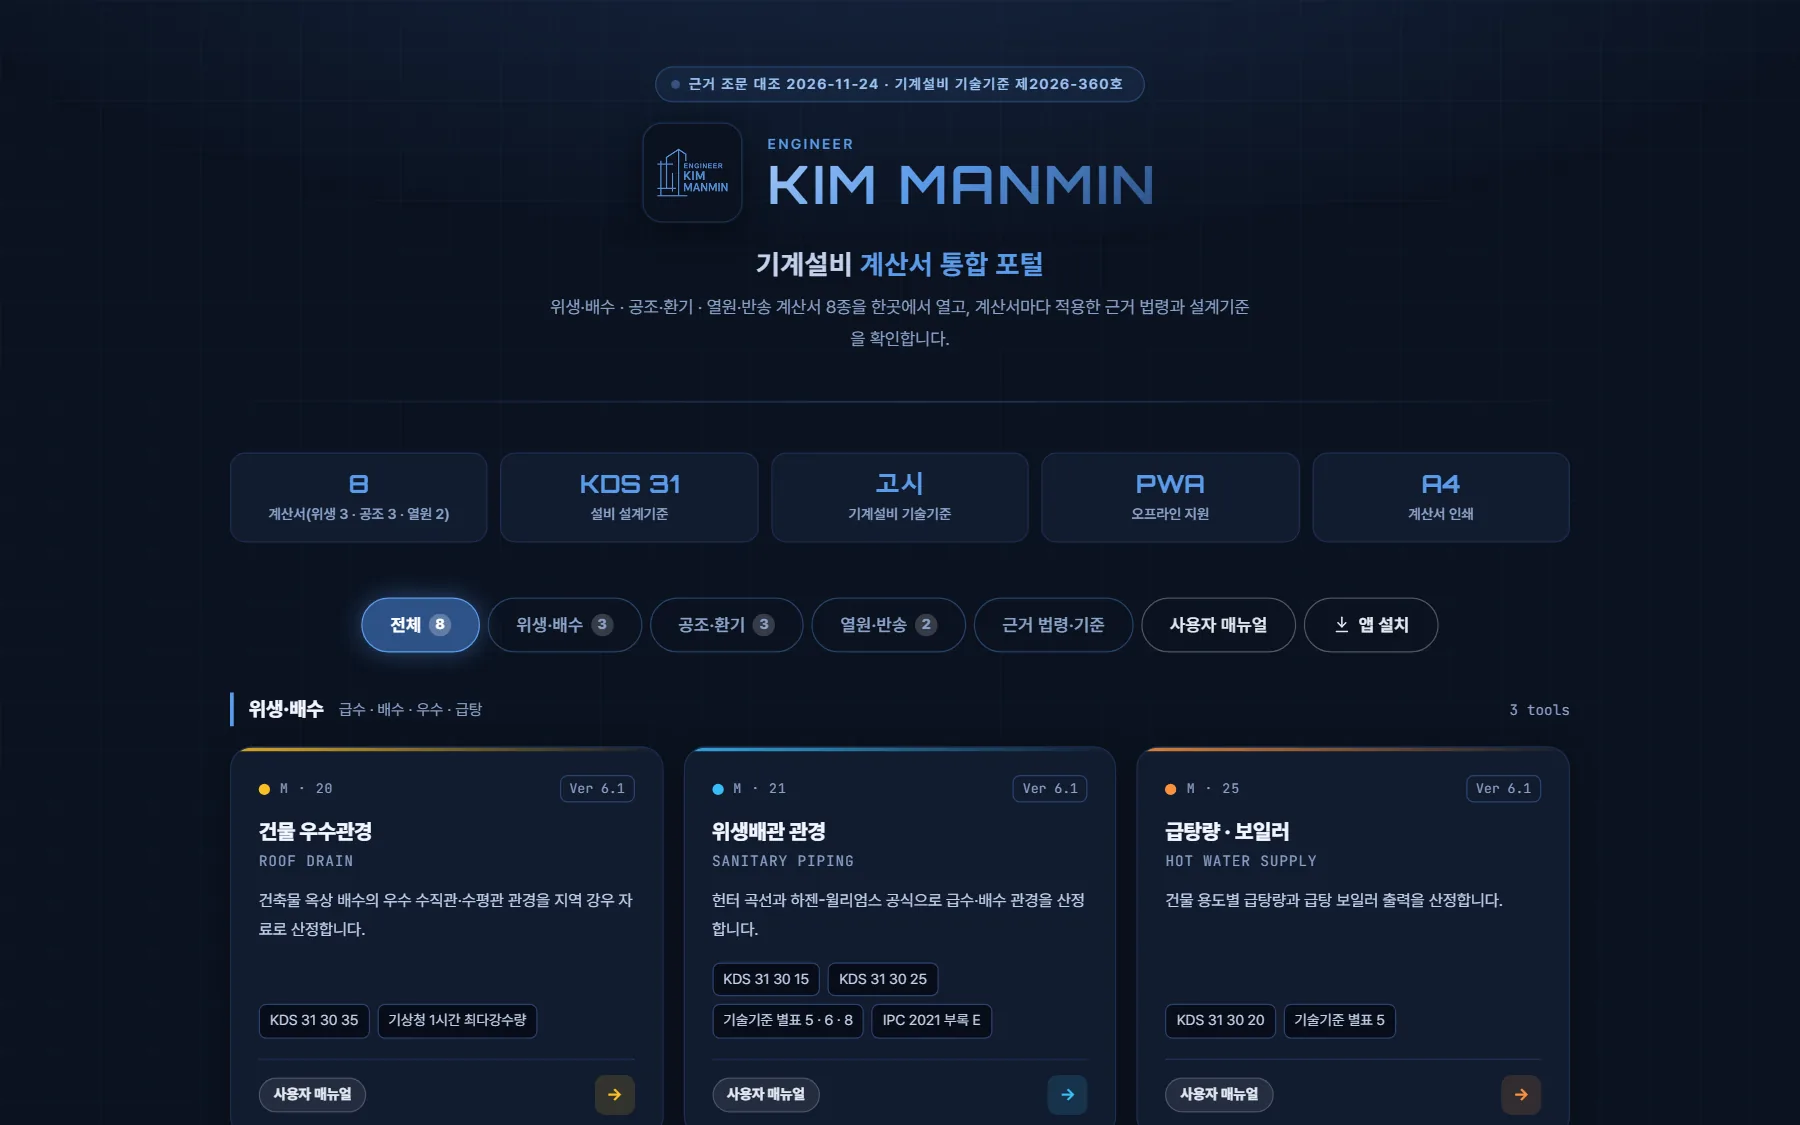 근거 조문 대조 2026-11-24 · 기계설비 기술기준 제2026-360호
ENGINEER
KIM
MANMIN
ENGINEER
KIM MANMIN
기계설비 계산서 통합 포털
위생·배수 · 공조·환기 · 열원·반송 계산서 8종을 한곳에서 열고, 계산서마다 적용한 근거 법령과 설계기준
을 확인합니다.
8
계산서(위생 3 · 공조 3 · 열원 2)
KDS 31
설비 설계기준
고시
기계설비 기술기준
PWA
오프라인 지원
A4
계산서 인쇄
전체 8
위생·배수 3
공조·환기 3
열원·반송 2
근거 법령·기준
사용자 매뉴얼
앱 설치
위생·배수 급수 · 배수 · 우수 · 급탕
3 tools
M · 20
Ver 6.1
건물 우수관경
ROOF DRAIN
건축물 옥상 배수의 우수 수직관·수평관 관경을 지역 강우 자
료로 산정합니다.
KDS 31 30 35
기상청 1시간 최다강수량
사용자 매뉴얼
M · 21
Ver 6.1
위생배관 관경
SANITARY PIPING
헌터 곡선과 하젠-윌리엄스 공식으로 급수·배수 관경을 산정
합니다.
KDS 31 30 15
KDS 31 30 25
기술기준 별표 5 · 6 · 8
IPC 2021 부록 E
사용자 매뉴얼
M · 25
Ver 6.1
급탕량 · 보일러
HOT WATER SUPPLY
건물 용도별 급탕량과 급탕 보일러 출력을 산정합니다.
KDS 31 30 20
기술기준 별표 5
사용자 매뉴얼